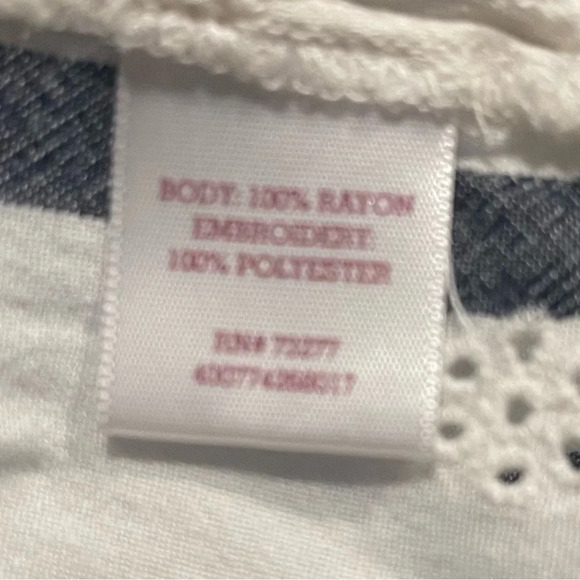 BODY: 100% RAYON
EMBROIDERY:
100% POLYESTER
RN# 73277